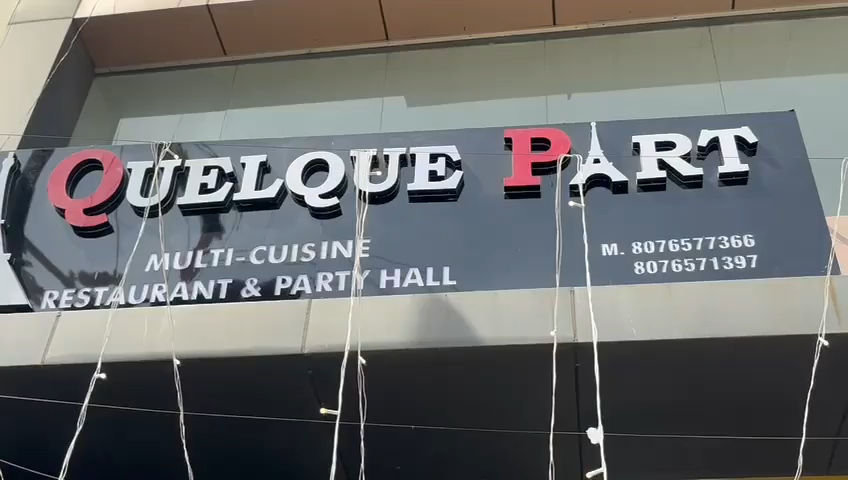 QUELQUE PART
MULTI-CUISINE
RESTAURANT & PARTY HALL
M. 8076577366
8076571397